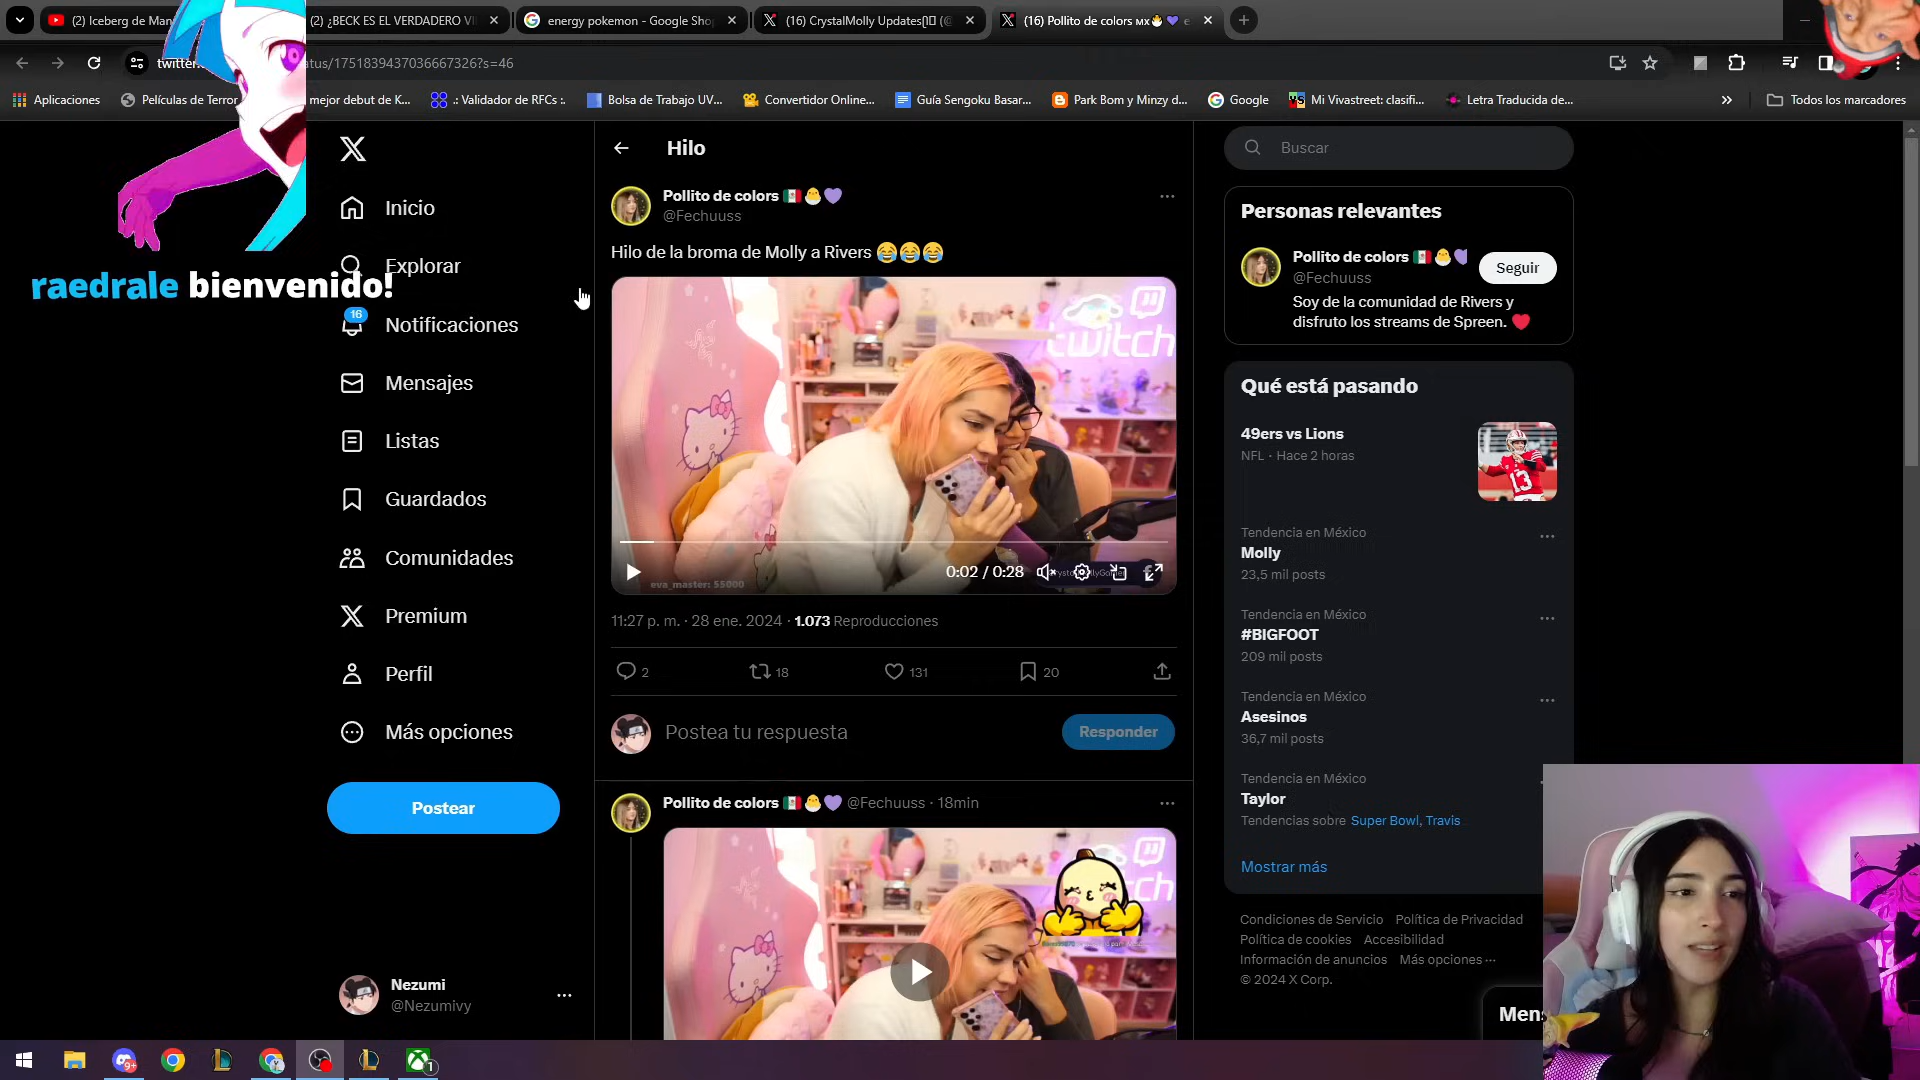 (2) Iceberg de Man
(2) ¿BECK ES EL VERDADERO VI
energy pokemon - Google Sho
(16) CrystalMolly Updates
(16) Pollito de colors MX🐣💜 e
twitter.
tatus/1751839437036667326?s=46
Aplicaciones
Películas de Terror
mejor debut de K...
.: Validador de RFCs :.
Bolsa de Trabajo UV...
Convertidor Online...
Guía Sengoku Basar...
Park Bom y Minzy d...
Google
Mi Vivastreet: clasifi...
Letra Traducida de...
»
Todos los marcadores
raedrale bienvenido!
Inicio
Explorar
16
Notificaciones
Mensajes
Listas
Guardados
Comunidades
Premium
Perfil
Más opciones
Postear
Nezumi
@Nezumivy
Hilo
Pollito de colors 🇲🇽🐣💜
@Fechuuss
Hilo de la broma de Molly a Rivers 😂😂😂
twitch
eva_master: 55000
0:02 / 0:28
11:27 p. m. · 28 ene. 2024 · 1.073 Reproducciones
2
18
131
20
Postea tu respuesta
Responder
Pollito de colors 🇲🇽🐣💜 @Fechuuss · 18min
Buscar
Personas relevantes
Pollito de colors 🇲🇽🐣💜
@Fechuuss
Seguir
Soy de la comunidad de Rivers y
disfruto los streams de Spreen. ❤️
Qué está pasando
49ers vs Lions
NFL · Hace 2 horas
13
Tendencia en México
Molly
23,5 mil posts
Tendencia en México
#BIGFOOT
209 mil posts
Tendencia en México
Asesinos
36,7 mil posts
Tendencia en México
Taylor
Tendencias sobre Super Bowl, Travis
Mostrar más
Condiciones de Servicio Política de Privacidad
Política de cookies Accesibilidad
Información de anuncios Más opciones ···
© 2024 X Corp.
Mens
9+
1